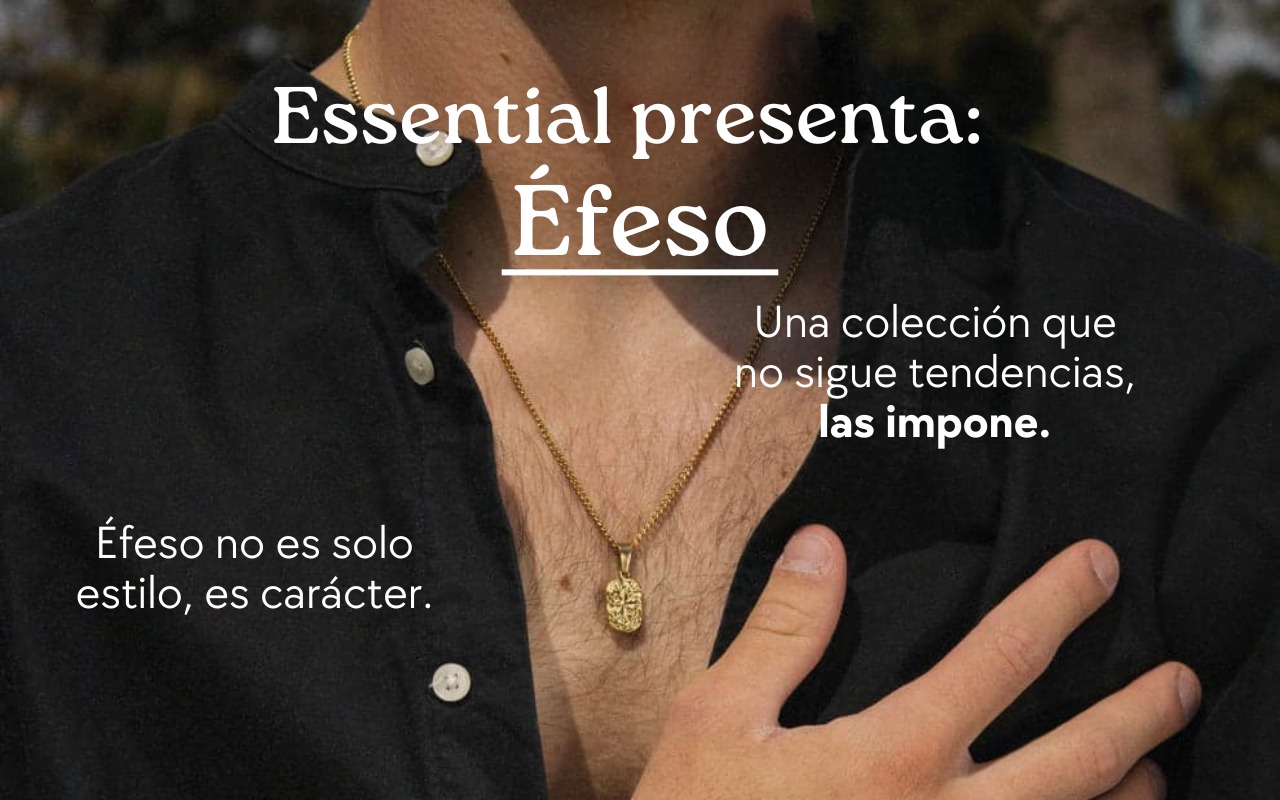 Essential presenta:
Éfeso
Una colección que
no sigue tendencias,
las impone.
Éfeso no es solo
estilo, es carácter.